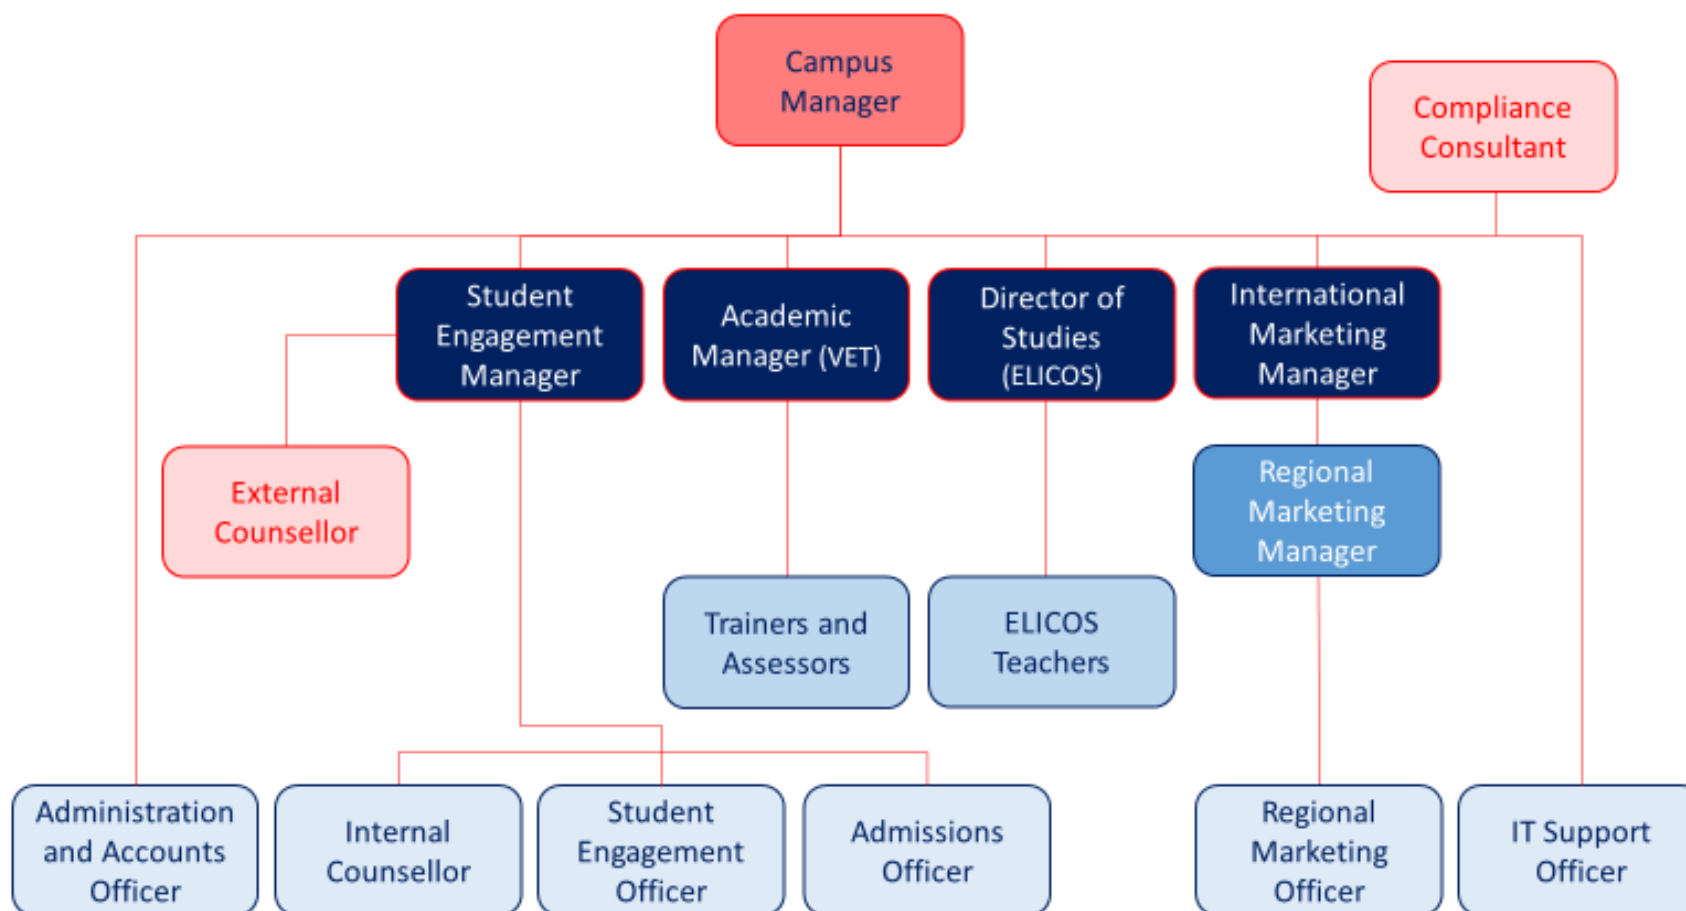 Campus
Manager
Compliance
Consultant
Student
Engagement
Manager
Academic
Manager (VET)
Director of
Studies
(ELICOS)
International
Marketing
Manager
External
Counsellor
Regional
Marketing
Manager
Trainers and
Assessors
ELICOS
Teachers
Administration
and Accounts
Officer
Internal
Counsellor
Student
Engagement
Officer
Admissions
Officer
Regional
Marketing
Officer
IT Support
Officer